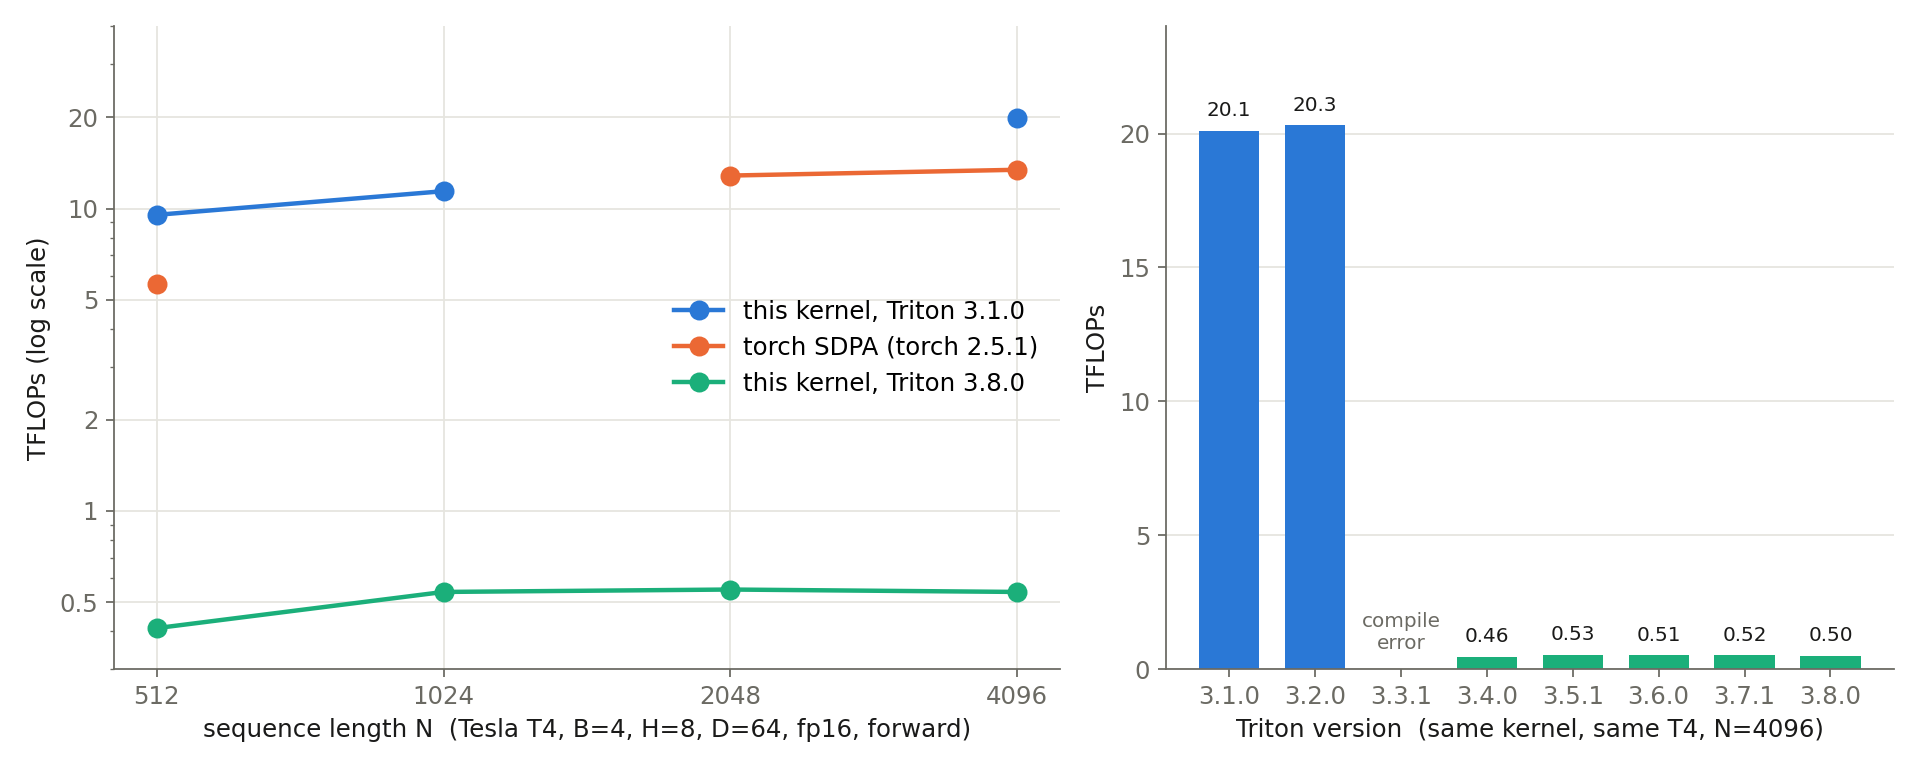 TFLOPs (log scale)
20
10
5
2
1
0.5
512 1024 2048 4096
sequence length N (Tesla T4, B=4, H=8, D=64, fp16, forward)
this kernel, Triton 3.1.0
torch SDPA (torch 2.5.1)
this kernel, Triton 3.8.0
TFLOPs
20
15
10
5
0
20.1
20.3
compile
error
0.46
0.53
0.51
0.52
0.50
3.1.0 3.2.0 3.3.1 3.4.0 3.5.1 3.6.0 3.7.1 3.8.0
Triton version (same kernel, same T4, N=4096)